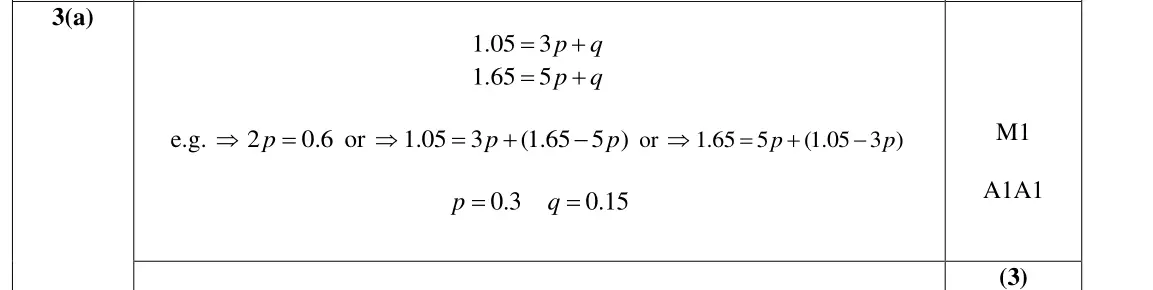 3(a)
1.05 = 3p + q
1.65 = 5p + q
e.g. ⇒ 2p = 0.6 or ⇒ 1.05 = 3p + (1.65 − 5p) or ⇒ 1.65 = 5p + (1.05 − 3p)
M1
p = 0.3 q = 0.15
A1A1
(3)